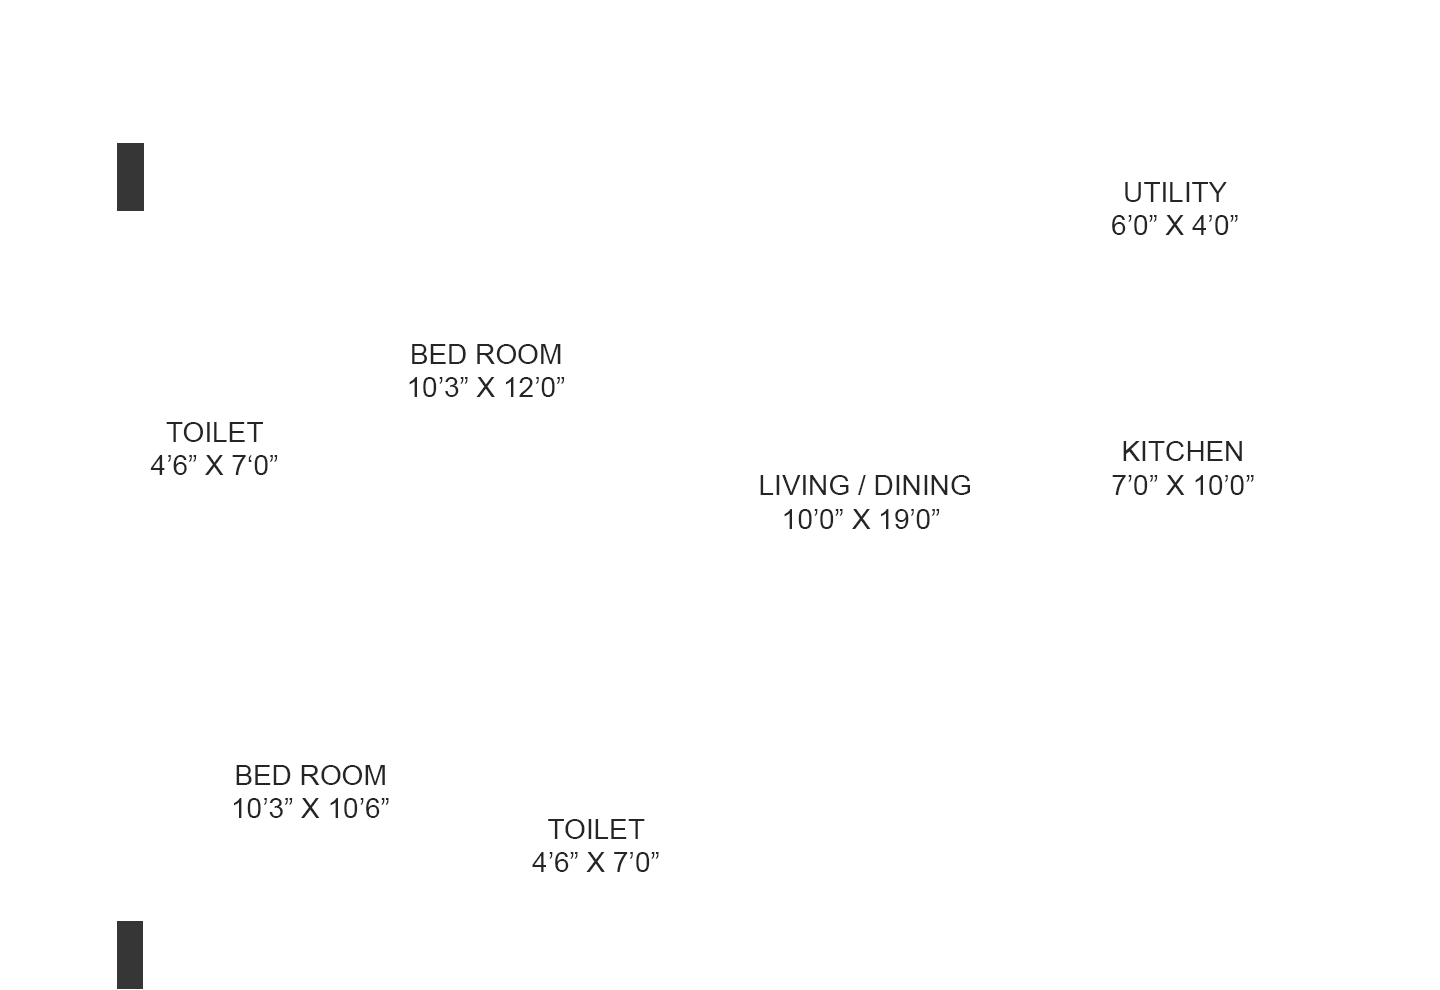 UTILITY
6’0” X 4’0”
BED ROOM
10’3” X 12’0”
TOILET
4’6” X 7‘0”
KITCHEN
7’0” X 10’0”
LIVING / DINING
10’0” X 19’0”
BED ROOM
10’3” X 10’6”
TOILET
4’6” X 7’0”